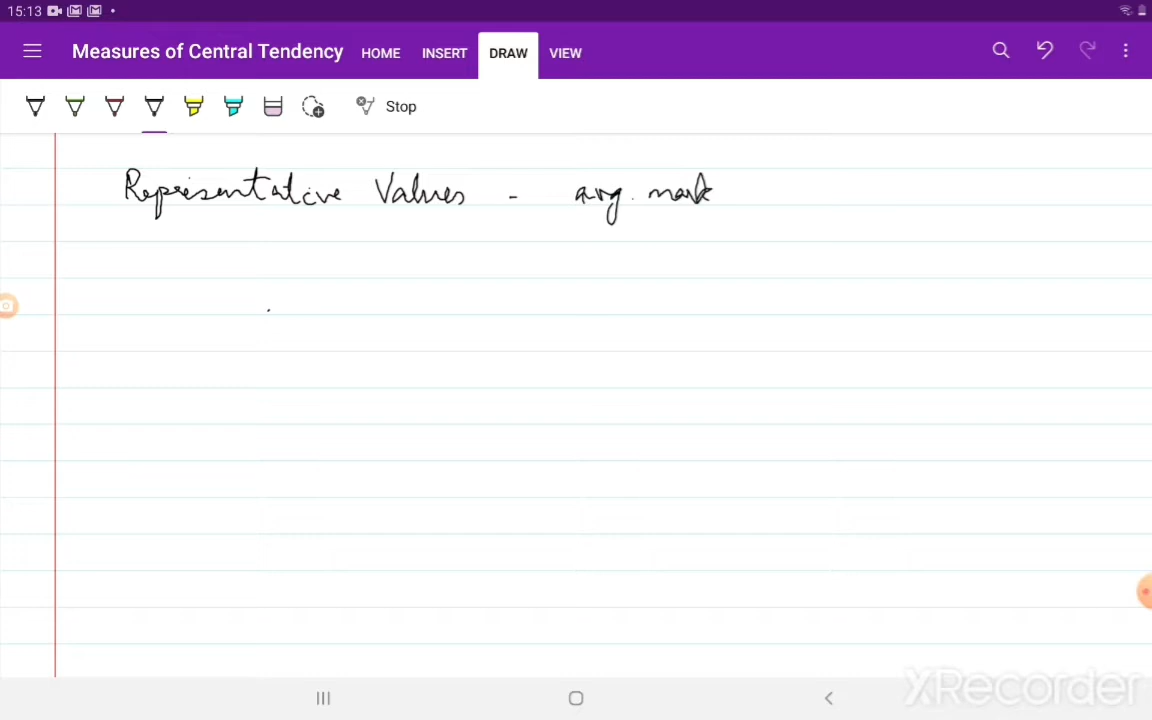 15:13
Measures of Central Tendency HOME INSERT DRAW VIEW
Stop
Representative Values - avg. mark
XRecorder